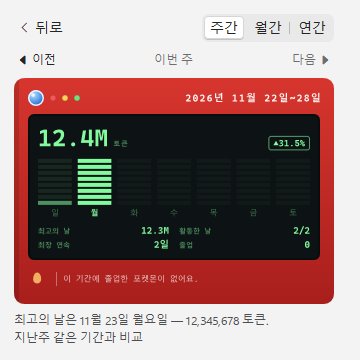 뒤로
주간 월간 연간
이전 이번 주 다음
2026년 11월 22일~28일
12.4M 토큰
▲31.5%
일 월 화 수 목 금 토
최고의 날 12.3M 활동한 날 2/2
최장 연속 2일 졸업 0
이 기간에 졸업한 포켓몬이 없어요.
최고의 날은 11월 23일 월요일 — 12,345,678 토큰.
지난주 같은 기간과 비교